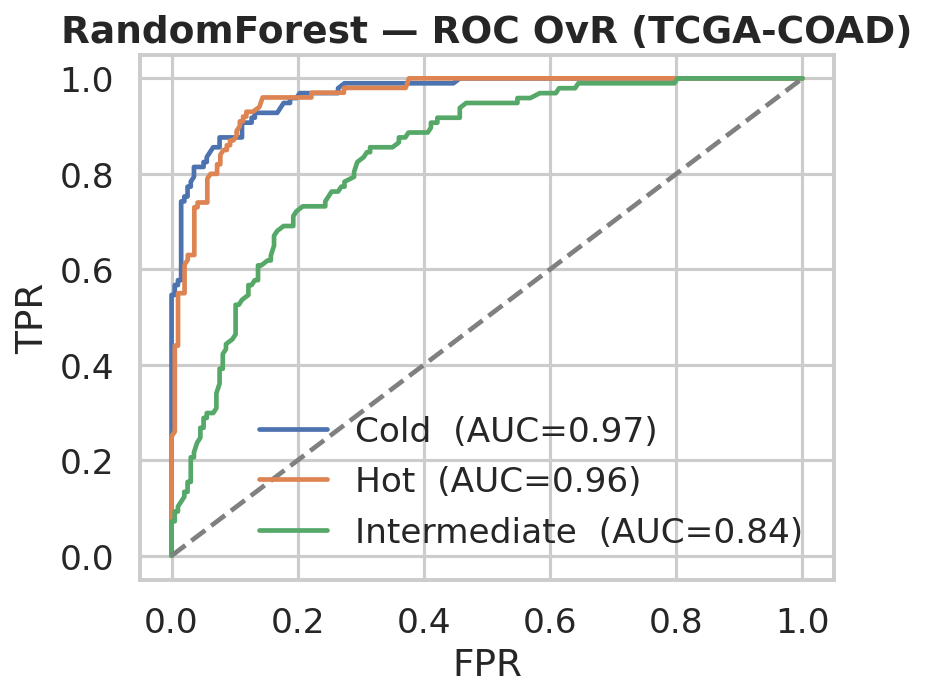 RandomForest — ROC OvR (TCGA-COAD)
1.0
0.8
0.6
0.4
0.2
0.0
TPR
Cold (AUC=0.97)
Hot (AUC=0.96)
Intermediate (AUC=0.84)
0.0 0.2 0.4 0.6 0.8 1.0
FPR